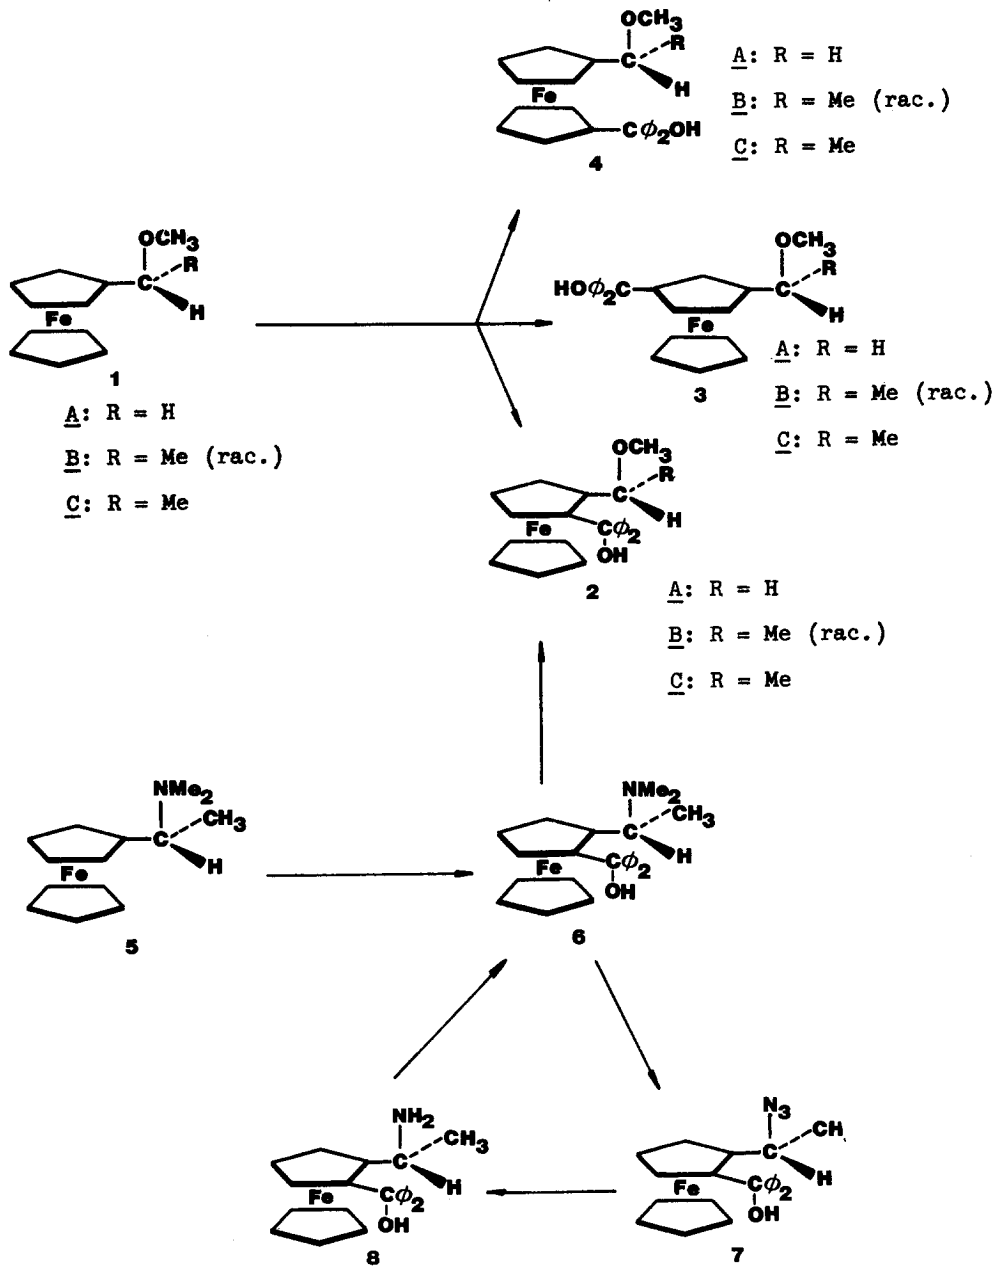 OCH₃
R
C
H
Fe
Cϕ₂OH
4
A: R = H
B: R = Me (rac.)
C: R = Me
OCH₃
R
C
H
Fe
1
A: R = H
B: R = Me (rac.)
C: R = Me
OCH₃
R
HOϕ₂C
C
H
Fe
3
A: R = H
B: R = Me (rac.)
C: R = Me
OCH₃
R
C
H
Fe
Cϕ₂
OH
2
A: R = H
B: R = Me (rac.)
C: R = Me
NMe₂
CH₃
C
H
Fe
5
NMe₂
CH₃
C
H
Fe
Cϕ₂
OH
6
NH₂
CH₃
C
H
Fe
Cϕ₂
OH
8
N₃
CH
C
H
Fe
Cϕ₂
OH
7